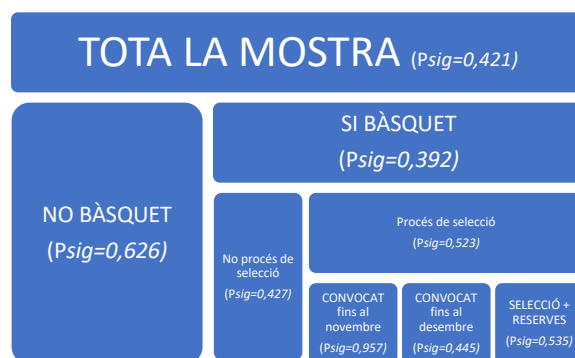 TOTA LA MOSTRA (Psig=0,421)
NO BÀSQUET
(Psig=0,626)
SI BÀSQUET
(Psig=0,392)
No procés de
selecció
(Psig=0,427)
Procés de selecció
(Psig=0,523)
CONVOCAT
fins al
novembre
(Psig=0,957)
CONVOCAT
fins al
desembre
(Psig=0,445)
SELECCIÓ +
RESERVES
(Psig=0,535)